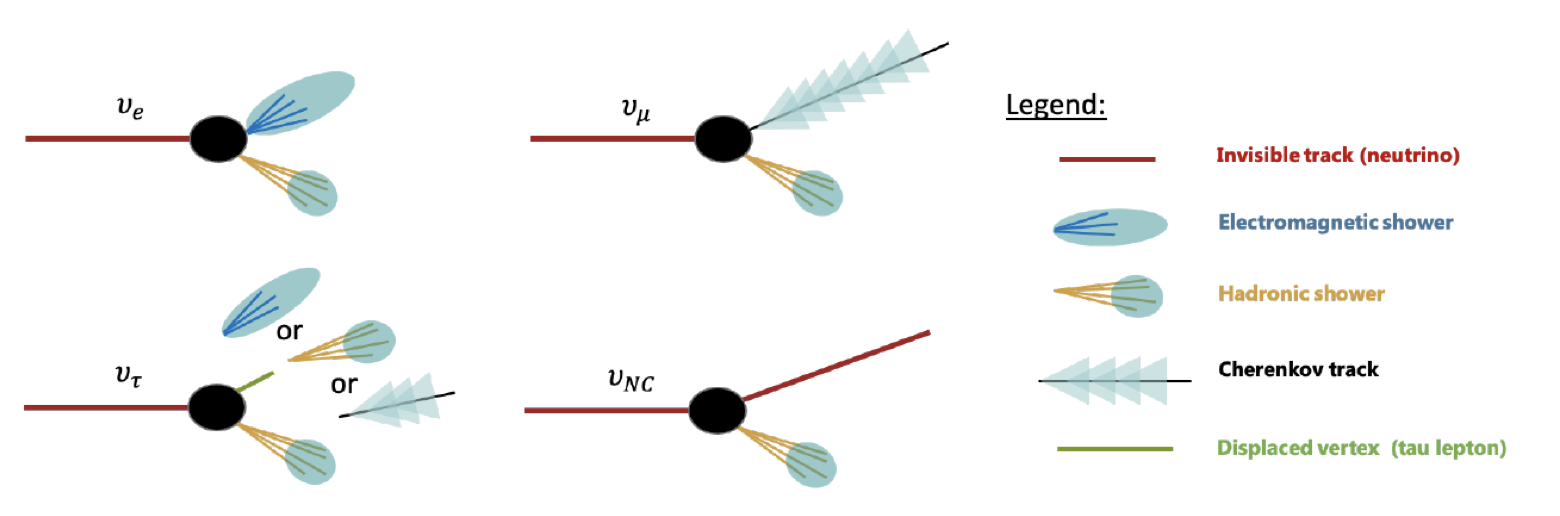 υe
υμ
υτ
or
or
υNC
Legend:
Invisible track (neutrino)
Electromagnetic shower
Hadronic shower
Cherenkov track
Displaced vertex (tau lepton)